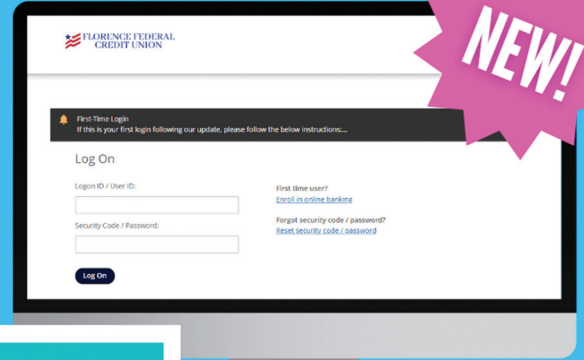 NEW!
FLORENCE FEDERAL
CREDIT UNION
First-Time Login
If this is your first login following our update, please follow the below instructions:...
Log On
Logon ID / User ID:
First time user?
Enroll in online banking
Security Code / Password:
Forgot security code / password?
Reset security code / password
Log On